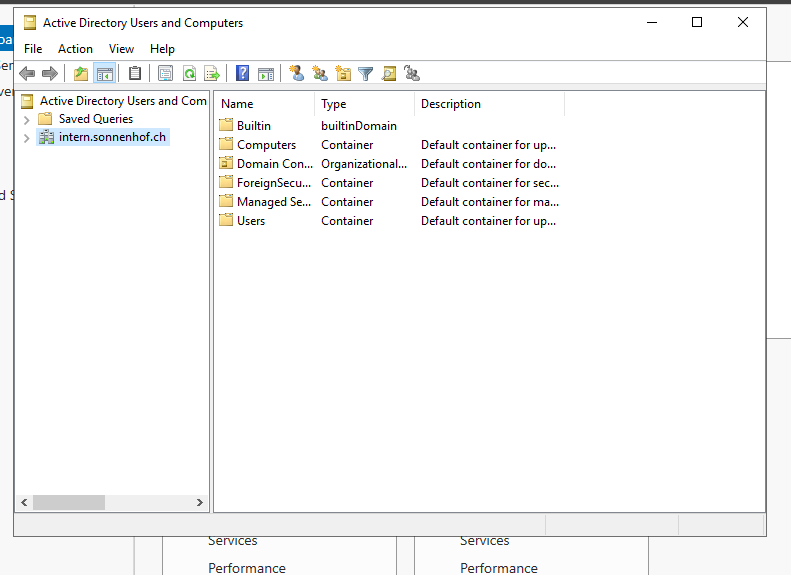 Active Directory Users and Computers
File Action View Help
Active Directory Users and Com
Saved Queries
intern.sonnenhof.ch
Name Type Description
Builtin builtinDomain
Computers Container Default container for up...
Domain Con... Organizational... Default container for do...
ForeignSecu... Container Default container for sec...
Managed Se... Container Default container for ma...
Users Container Default container for up...
Services Services
Performance Performance